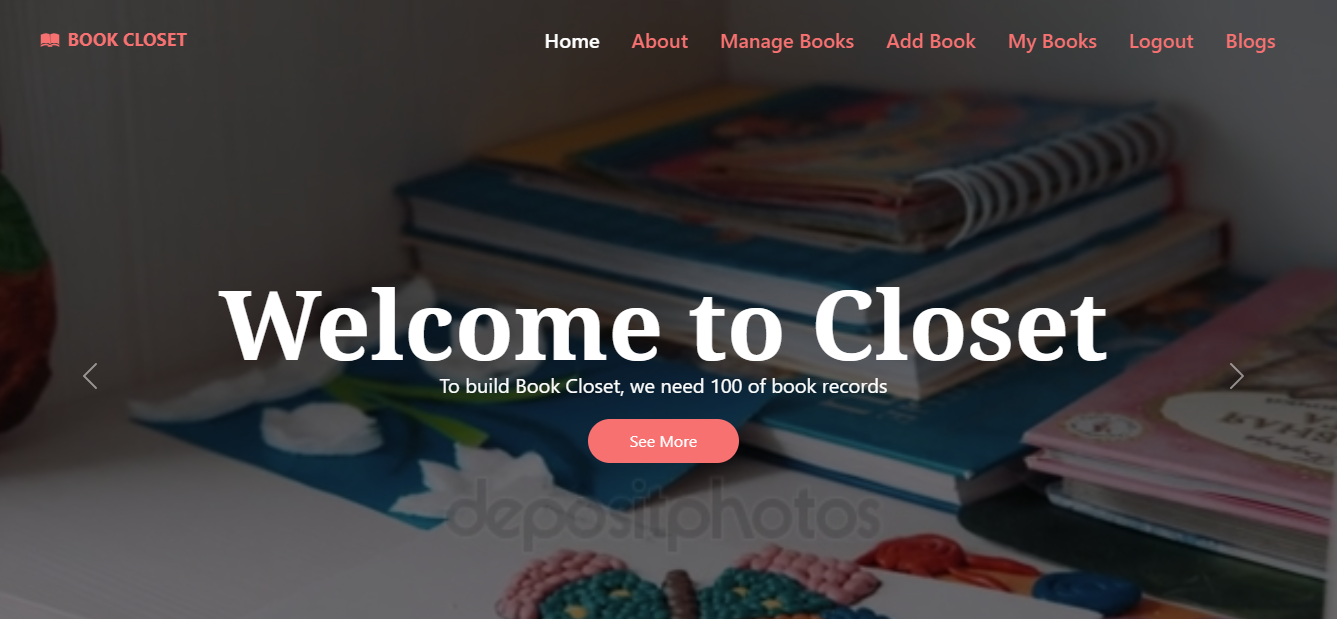 BOOK CLOSET
Home About Manage Books Add Book My Books Logout Blogs
Welcome to Closet
To build Book Closet, we need 100 of book records
See More
depositphotos